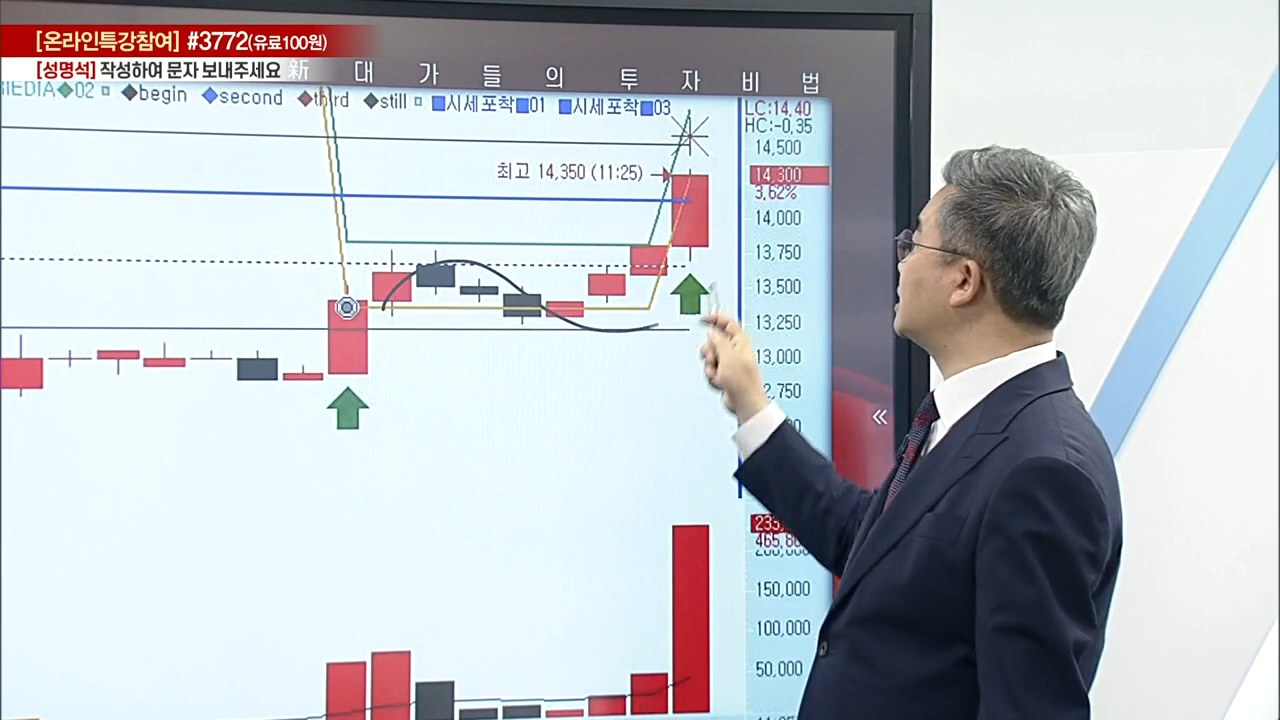 [온라인특강참여] #3772(유료100원)
[성명석] 작성하여 문자 보내주세요
新 대 가 들 의 투 자 비 법
02 begin second third still 시세포착 01 시세포착 03
LC:14.40
HC:-0.35
14,500
최고 14,350 (11:25)
14,300
3.62%
14,000
13,750
13,500
13,250
13,000
150,000
100,000
50,000